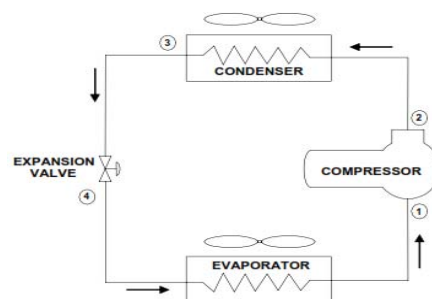 3
CONDENSER
2
EXPANSION
VALVE
COMPRESSOR
4
1
EVAPORATOR